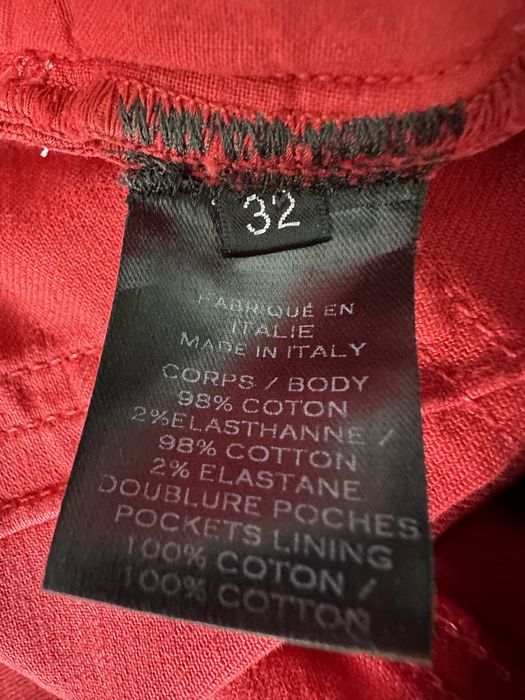 32
FABRIQUÉ EN
ITALIE
MADE IN ITALY
CORPS / BODY
98% COTON
2%ELASTHANNE /
98% COTTON
2% ELASTANE
DOUBLURE POCHES
POCKETS LINING
100% COTON /
100% COTTON